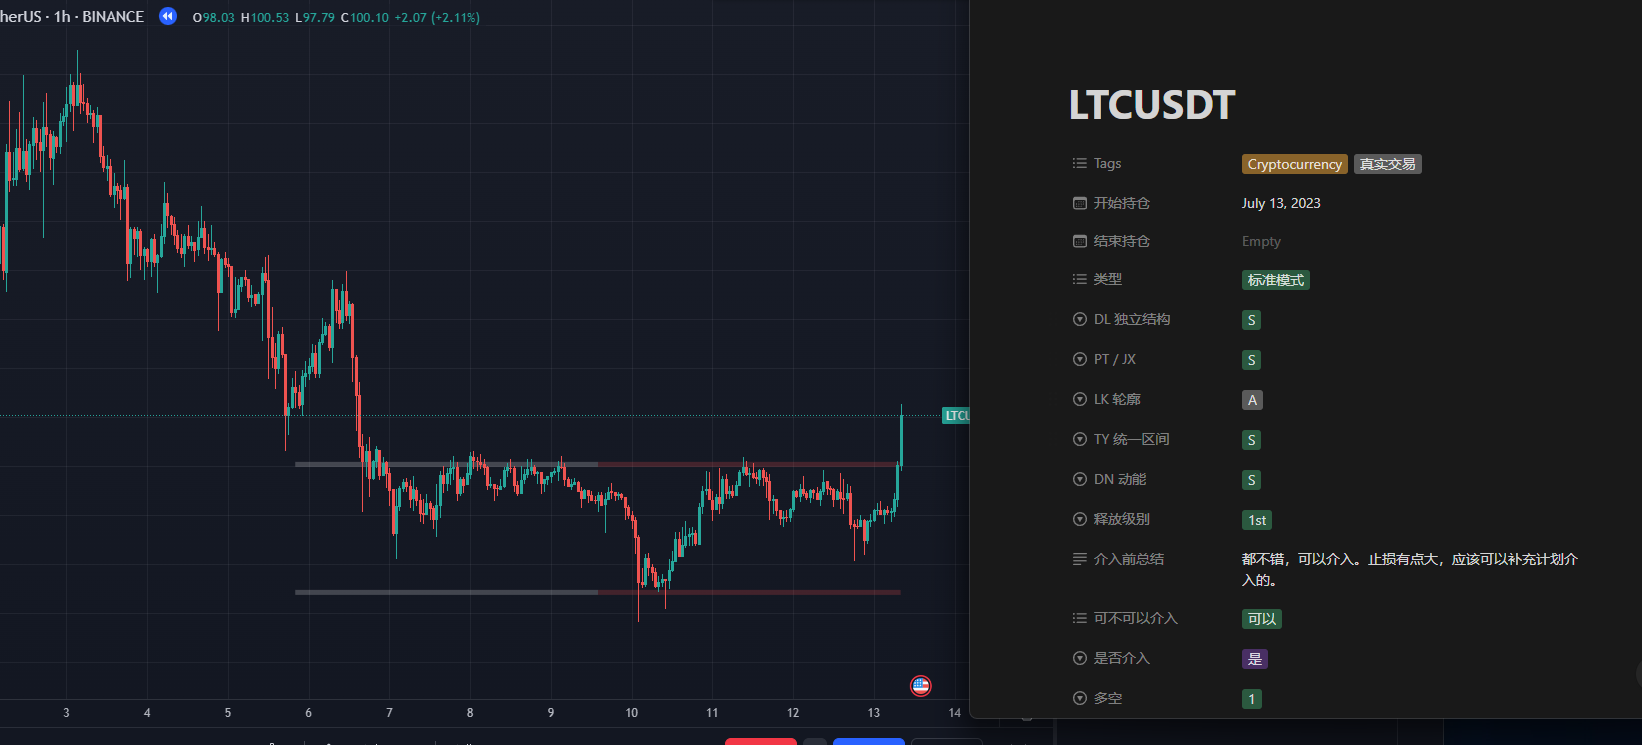 herUS · 1h · BINANCE O98.03 H100.53 L97.79 C100.10 +2.07 (+2.11%)
LTCU
3 4 5 6 7 8 9 10 11 12 13 14
LTCUSDT
Tags Cryptocurrency 真实交易
开始持仓 July 13, 2023
结束持仓 Empty
类型 标准模式
DL 独立结构 S
PT / JX S
LK 轮廓 A
TY 统一区间 S
DN 动能 S
释放级别 1st
介入前总结 都不错，可以介入。止损有点大，应该可以补充计划介
入的。
可不可以介入 可以
是否介入 是
多空 1